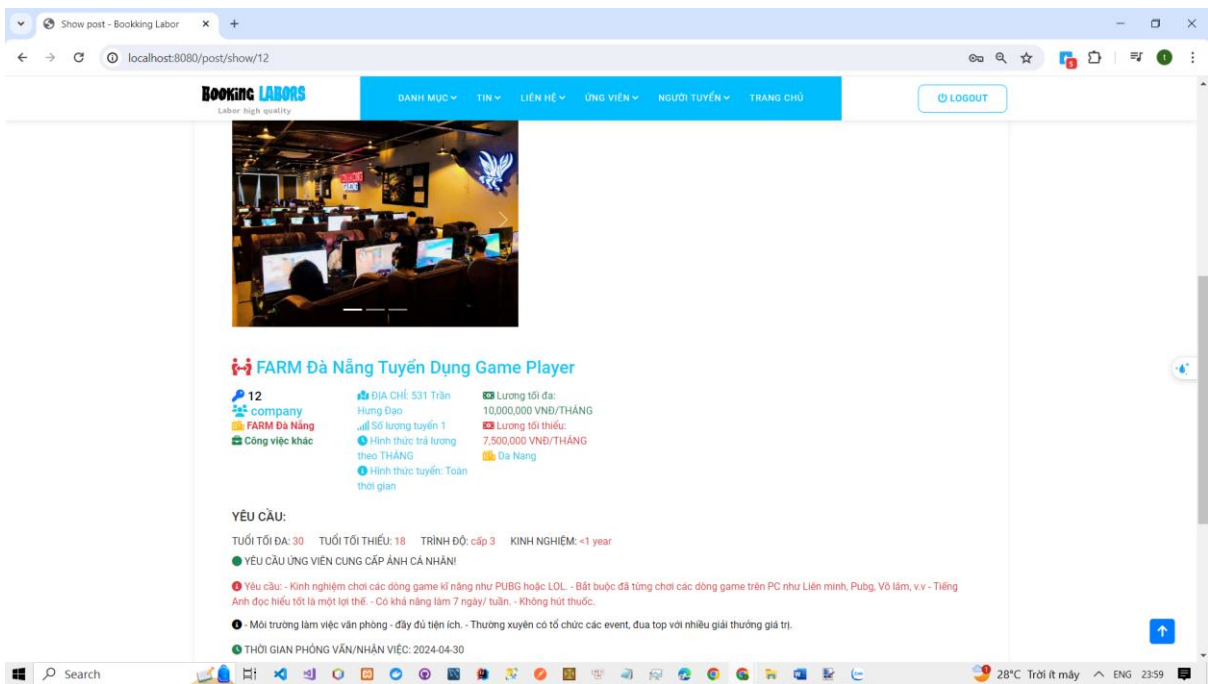 Show post - Bookking Labor
localhost:8080/post/show/12
BOOKING LABORS
Labor high quality
DANH MỤC TIN LIÊN HỆ ỨNG VIÊN NGƯỜI TUYỂN TRANG CHỦ
LOGOUT
FARM Đà Nẵng Tuyển Dụng Game Player
12
company
FARM Đà Nẵng
Công việc khác
ĐỊA CHỈ: 531 Trần
Hưng Đạo
Số lượng tuyển 1
Hình thức trả lương
theo THÁNG
Hình thức tuyển: Toàn
thời gian
Lương tối đa:
10,000,000 VNĐ/THÁNG
Lương tối thiểu:
7,500,000 VNĐ/THÁNG
Da Nang
YÊU CẦU:
TUỔI TỐI ĐA: 30 TUỔI TỐI THIỂU: 18 TRÌNH ĐỘ: cấp 3 KINH NGHIỆM: <1 year
YÊU CẦU ỨNG VIÊN CUNG CẤP ẢNH CÁ NHÂN!
Yêu cầu: - Kinh nghiệm chơi các dòng game kĩ năng như PUBG hoặc LOL. - Bắt buộc đã từng chơi các dòng game trên PC như Liên minh, Pubg, Võ lâm, v.v - Tiếng
Anh đọc hiểu tốt là một lợi thế. - Có khả năng làm 7 ngày/ tuần. - Không hút thuốc.
- Môi trường làm việc văn phòng - đầy đủ tiện ích. - Thường xuyên có tổ chức các event, đua top với nhiều giải thưởng giá trị.
THỜI GIAN PHỎNG VẤN/NHẬN VIỆC: 2024-04-30
Search
28°C Trời ít mây ENG 23:59